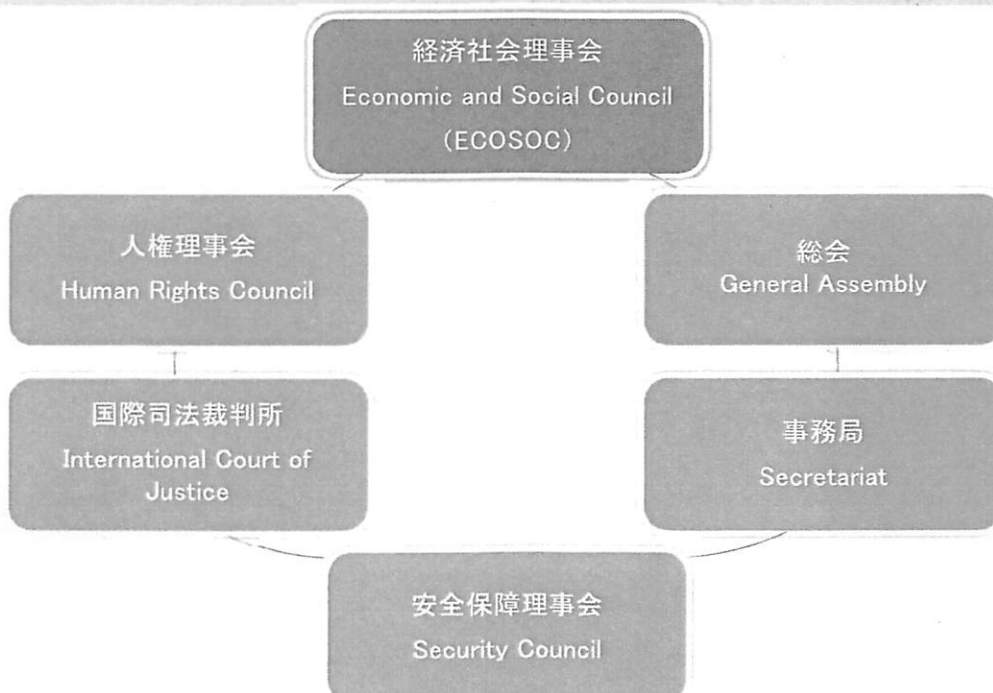 経済社会理事会
Economic and Social Council
(ECOSOC)
人権理事会
Human Rights Council
総会
General Assembly
国際司法裁判所
International Court of
Justice
事務局
Secretariat
安全保障理事会
Security Council